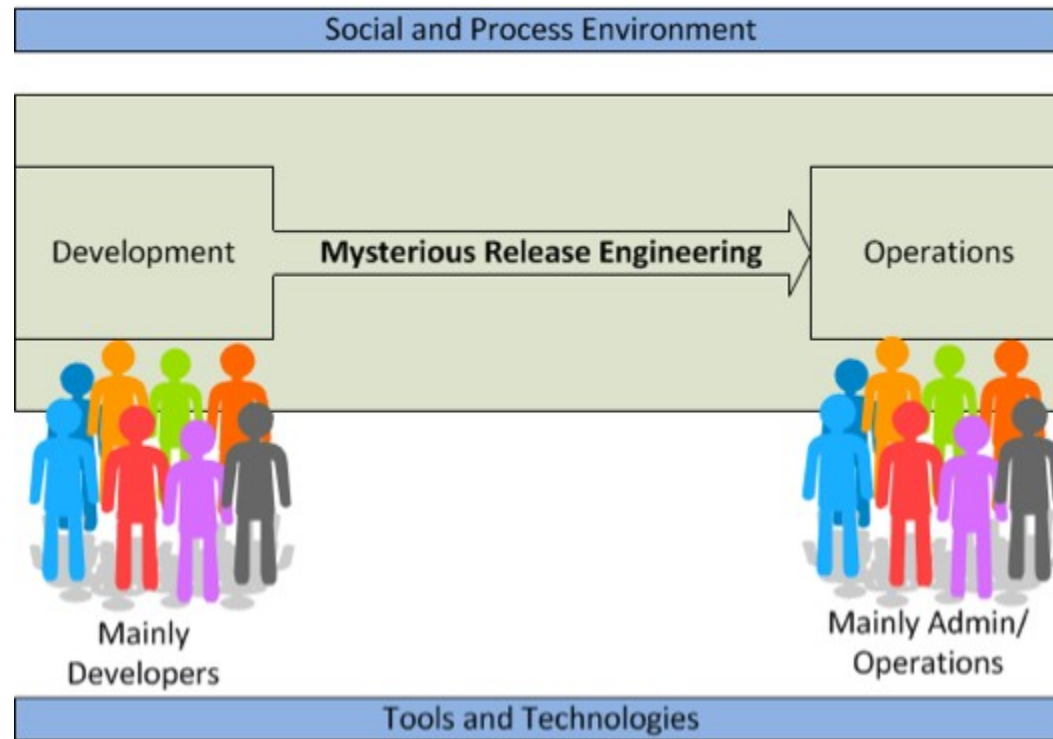 Social and Process Environment
Development
Mysterious Release Engineering
Operations
Mainly
Developers
Mainly Admin/
Operations
Tools and Technologies